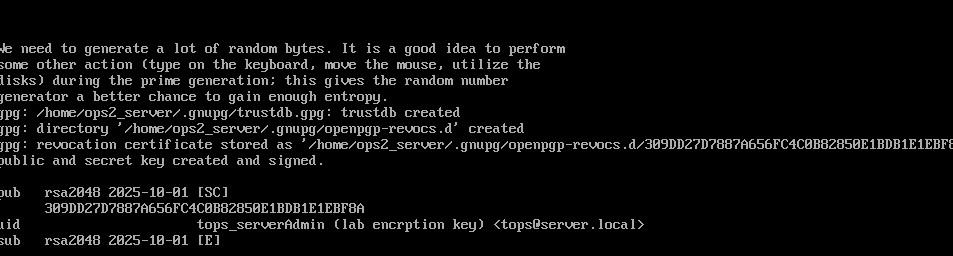 We need to generate a lot of random bytes. It is a good idea to perform
some other action (type on the keyboard, move the mouse, utilize the
disks) during the prime generation; this gives the random number
generator a better chance to gain enough entropy.
gpg: /home/ops2_server/.gnupg/trustdb.gpg: trustdb created
gpg: directory '/home/ops2_server/.gnupg/openpgp-revocs.d' created
gpg: revocation certificate stored as '/home/ops2_server/.gnupg/openpgp-revocs.d/309DD27D7887A656FC4C0B82850E1BDB1E1EBF8
public and secret key created and signed.
pub rsa2048 2025-10-01 [SC]
309DD27D7887A656FC4C0B82850E1BDB1E1EBF8A
uid tops_serverAdmin (lab encrption key) <tops@server.local>
sub rsa2048 2025-10-01 [E]